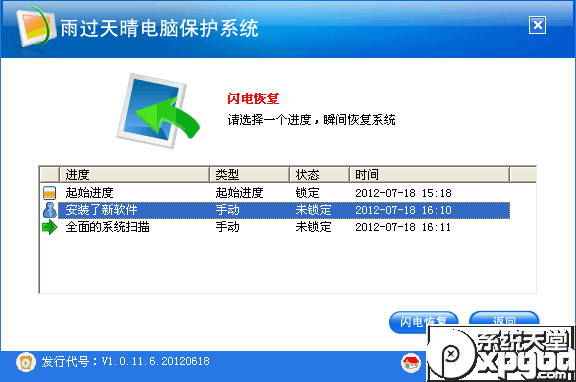 雨过天晴电脑保护系统
闪电恢复
请选择一个进度，瞬间恢复系统
进度 类型 状态 时间
起始进度 起始进度 锁定 2012-07-18 15:18
安装了新软件 手动 未锁定 2012-07-18 16:10
全面的系统扫描 手动 未锁定 2012-07-18 16:11
闪电恢复 返回
发行代号：V1.0.11.6.20120618
系统天堂
.com